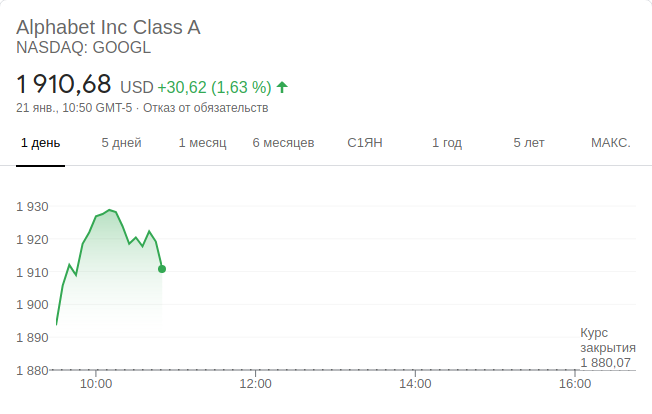 Alphabet Inc Class A
NASDAQ: GOOGL
1 910,68 USD +30,62 (1,63 %)
21 янв., 10:50 GMT-5 · Отказ от обязательств
1 день 5 дней 1 месяц 6 месяцев С1ЯН 1 год 5 лет МАКС.
1 930
1 920
1 910
1 900
1 890
Курс
закрытия
1 880,07
1 880
10:00 12:00 14:00 16:00